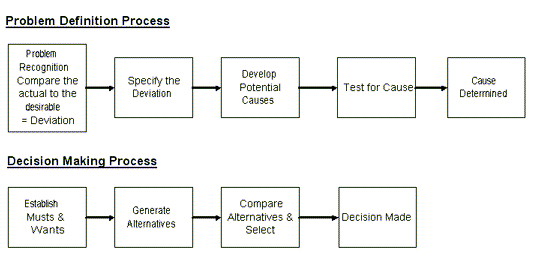 Problem Definition Process
Problem
Recognition
Compare the
actual to the
desirable
= Deviation
Specify the
Deviation
Develop
Potential
Causes
Test for Cause
Cause
Determined
Decision Making Process
Establish
Musts &
Wants
Generate
Alternatives
Compare
Alternatives &
Select
Decision Made